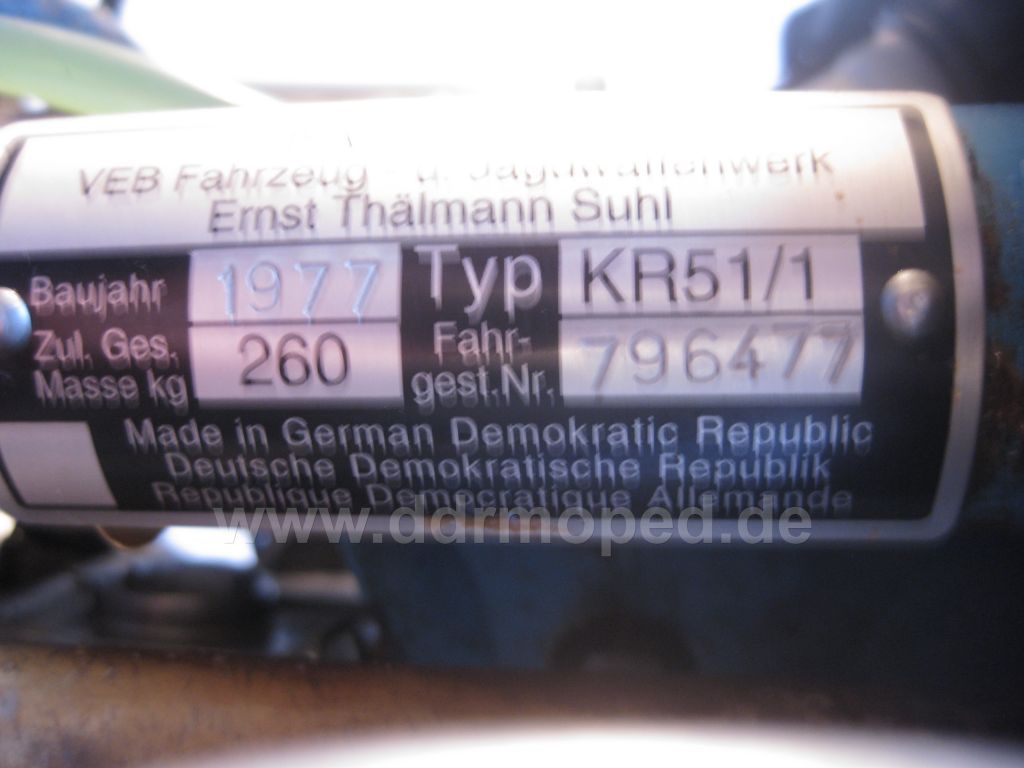 VEB Fahrzeug - u. Jagdwaffenwerk
Ernst Thälmann Suhl
Baujahr 1977 Typ KR51/1
Zul. Ges. Masse kg 260 Fahr-gest.Nr. 796477
Made in German Demokratic Republic
Deutsche Demokratische Republik
Republique Democratique Allemande
www.ddrmoped.de